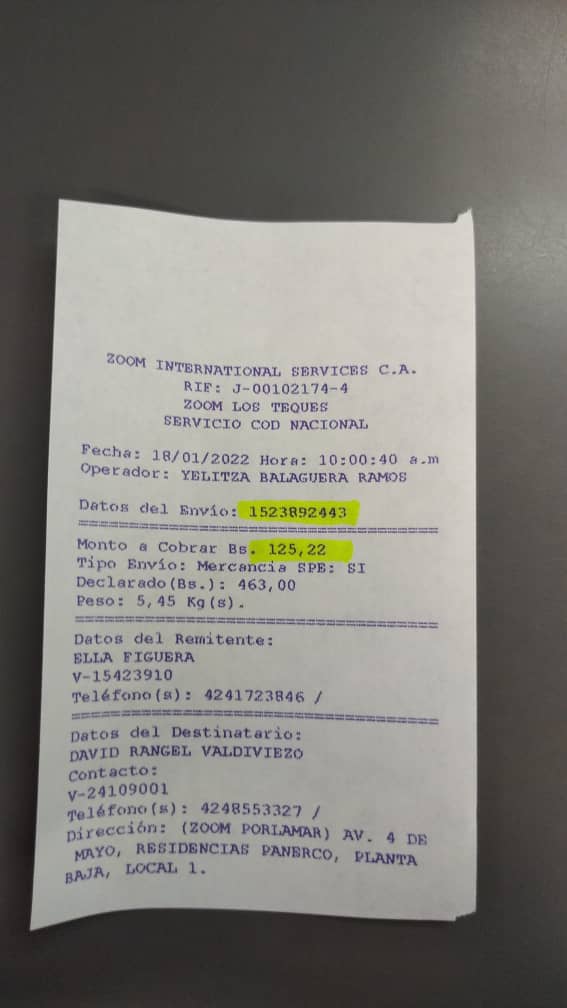 ZOOM INTERNATIONAL SERVICES C.A.
RIF: J-00102174-4
ZOOM LOS TEQUES
SERVICIO COD NACIONAL
Fecha: 18/01/2022 Hora: 10:00:40 a.m
Operador: YELITZA BALAGUERA RAMOS
Datos del Envío: 1523892443
Monto a Cobrar Bs. 125,22
Tipo Envío: Mercancia SPE: SI
Declarado(Bs.): 463,00
Peso: 5,45 Kg(s).
Datos del Remitente:
ELLA FIGUERA
V-15423910
Teléfono(s): 4241723846 /
Datos del Destinatario:
DAVID RANGEL VALDIVIEZO
Contacto:
V-24109001
Teléfono(s): 4248553327 /
Dirección: (ZOOM PORLAMAR) AV. 4 DE
MAYO, RESIDENCIAS PANERCO, PLANTA
BAJA, LOCAL 1.